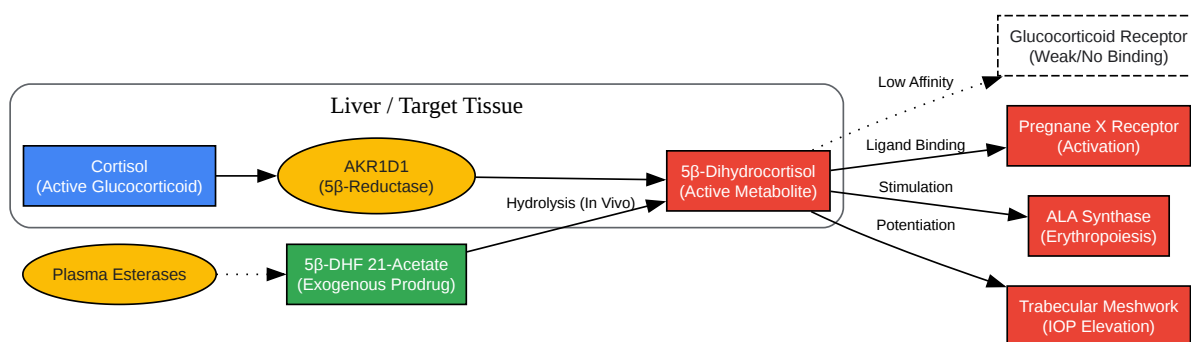 Glucocorticoid Receptor
(Weak/No Binding)
Low Affinity
Liver / Target Tissue
Cortisol
(Active Glucocorticoid)
AKR1D1
(5β-Reductase)
5β-Dihydrocortisol
(Active Metabolite)
Ligand Binding
Pregnane X Receptor
(Activation)
Stimulation
ALA Synthase
(Erythropoiesis)
Hydrolysis (In Vivo)
Potentiation
Plasma Esterases
5β-DHF 21-Acetate
(Exogenous Prodrug)
Trabecular Meshwork
(IOP Elevation)